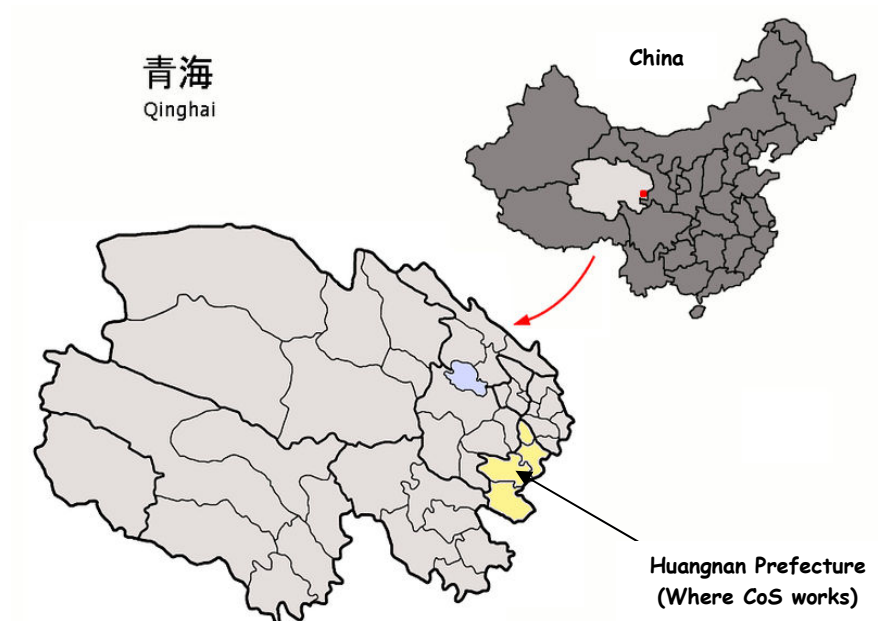 青海
Qinghai
China
Huangnan Prefecture
(Where CoS works)